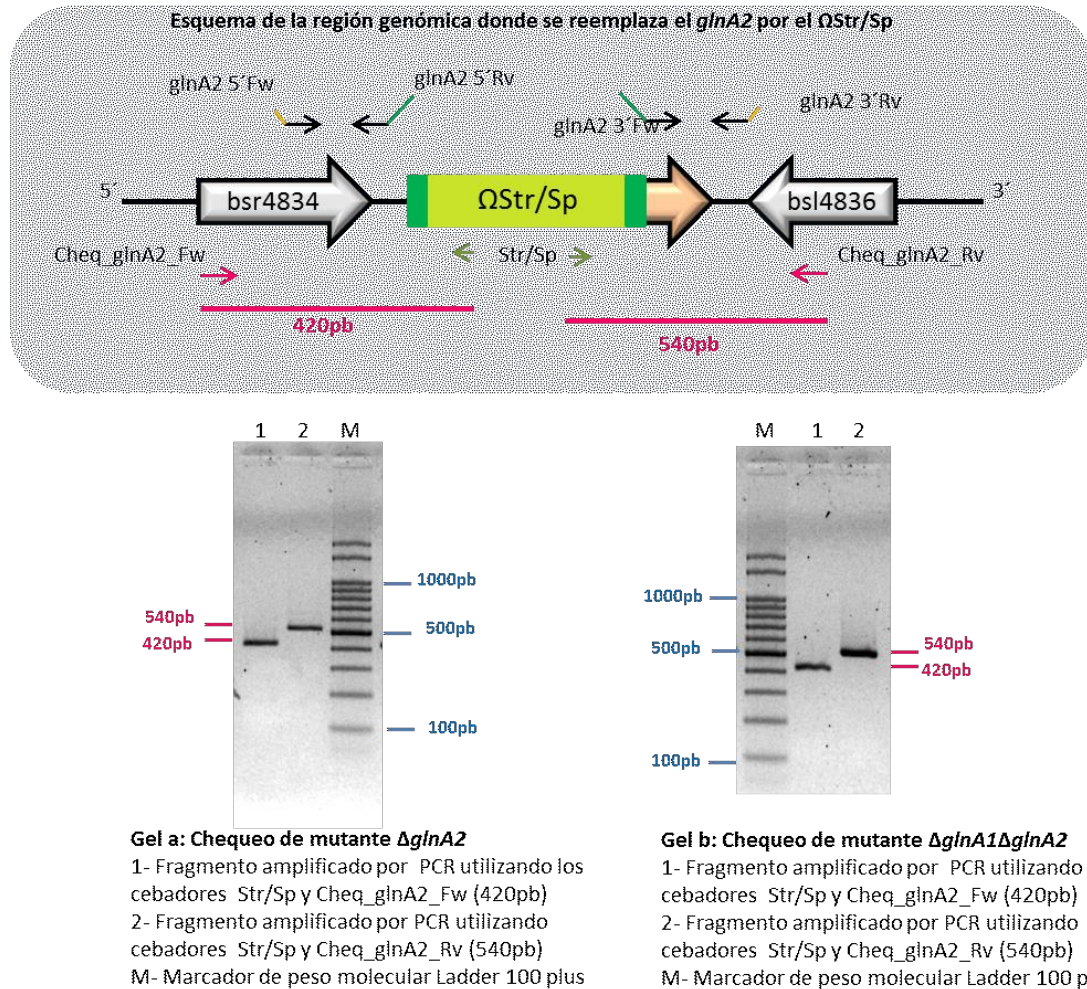 Esquema de la región genómica donde se reemplaza el glnA2 por el ΩStr/Sp
glnA2 5´Fw
glnA2 5´Rv
glnA2 3´Fw
glnA2 3´Rv
5´
bsr4834
ΩStr/Sp
bsl4836
3´
Cheq_glnA2_Fw
Str/Sp
Cheq_glnA2_Rv
420pb
540pb
1 2 M
1000pb
540pb
500pb
420pb
100pb
M 1 2
1000pb
500pb
540pb
420pb
100pb
Gel a: Chequeo de mutante ΔglnA2
1- Fragmento amplificado por PCR utilizando los
cebadores Str/Sp y Cheq_glnA2_Fw (420pb)
2- Fragmento amplificado por PCR utilizando
cebadores Str/Sp y Cheq_glnA2_Rv (540pb)
M- Marcador de peso molecular Ladder 100 plus
Gel b: Chequeo de mutante ΔglnA1ΔglnA2
1- Fragmento amplificado por PCR utilizando
cebadores Str/Sp y Cheq_glnA2_Fw (420pb)
2- Fragmento amplificado por PCR utilizando
cebadores Str/Sp y Cheq_glnA2_Rv (540pb)
M- Marcador de peso molecular Ladder 100 p